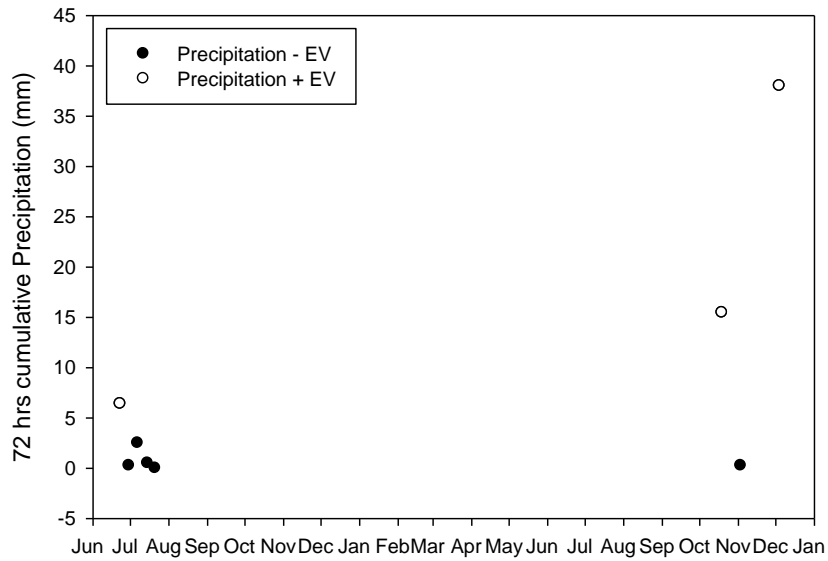 45
40
35
30
25
20
15
10
5
0
-5
72 hrs cumulative Precipitation (mm)
Precipitation - EV
Precipitation + EV
Jun Jul Aug Sep Oct Nov Dec Jan Feb Mar Apr May Jun Jul Aug Sep Oct Nov Dec Jan